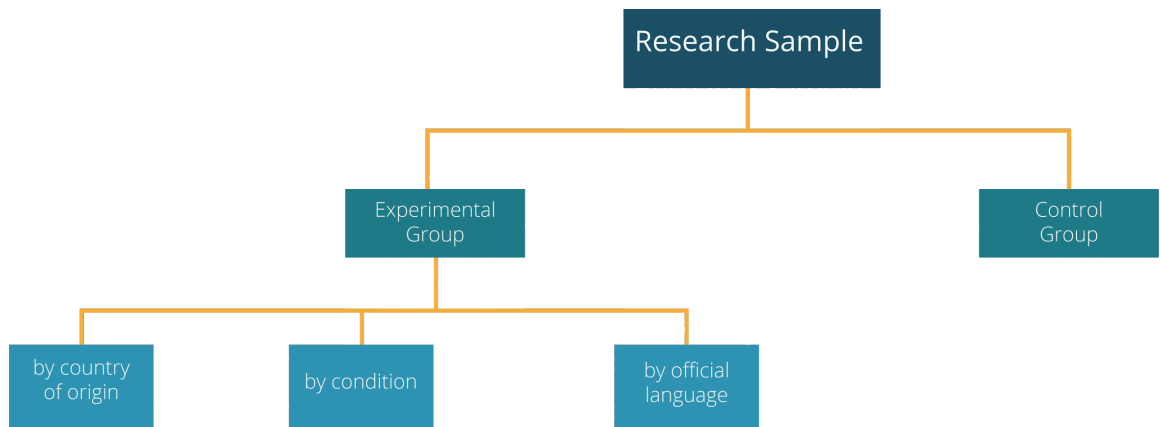 Research Sample
Experimental
Group
Control
Group
by country
of origin
by condition
by official
language